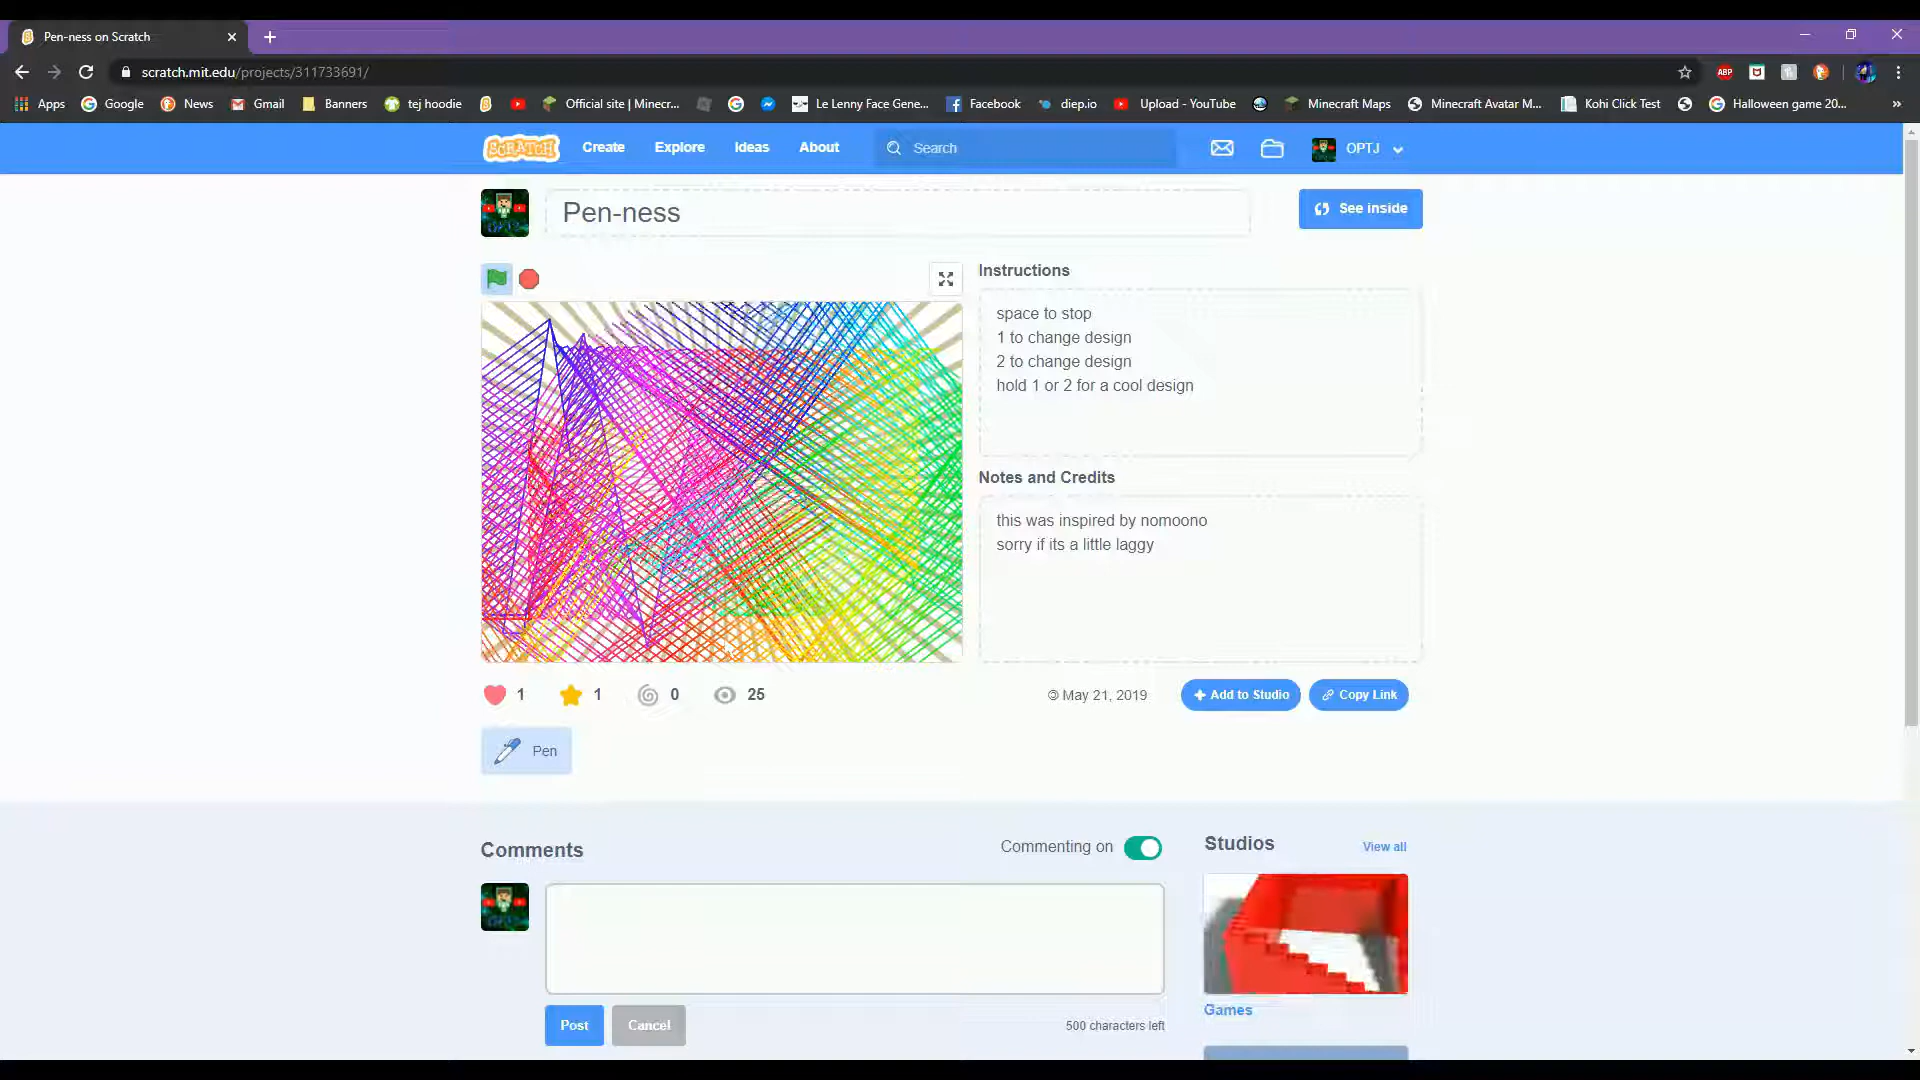 Pen-ness on Scratch
scratch.mit.edu/projects/311733691/
ABP
Apps Google News Gmail Banners tej hoodie Official site | Minecr... Le Lenny Face Gene... Facebook diep.io Upload - YouTube Minecraft Maps Minecraft Avatar M... Kohi Click Test Halloween game 20... »
SCRATCH Create Explore Ideas About Search OPTJ
Pen-ness
See inside
Instructions
space to stop
1 to change design
2 to change design
hold 1 or 2 for a cool design
Notes and Credits
this was inspired by nomoono
sorry if its a little laggy
1 1 0 25 © May 21, 2019 Add to Studio Copy Link
Pen
Comments Commenting on
Studios View all
Games
Post Cancel 500 characters left